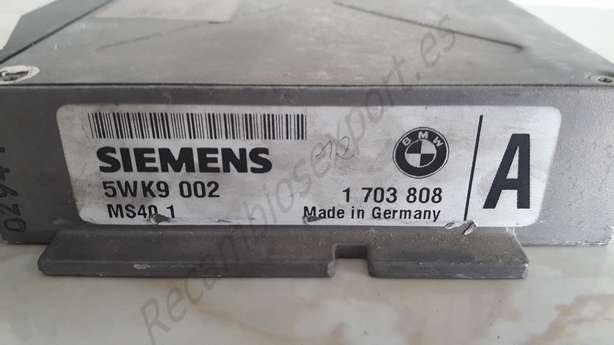 SIEMENS
5WK9 002
MS40.1
BMW
1 703 808
Made in Germany
A
Recambiosexport.es